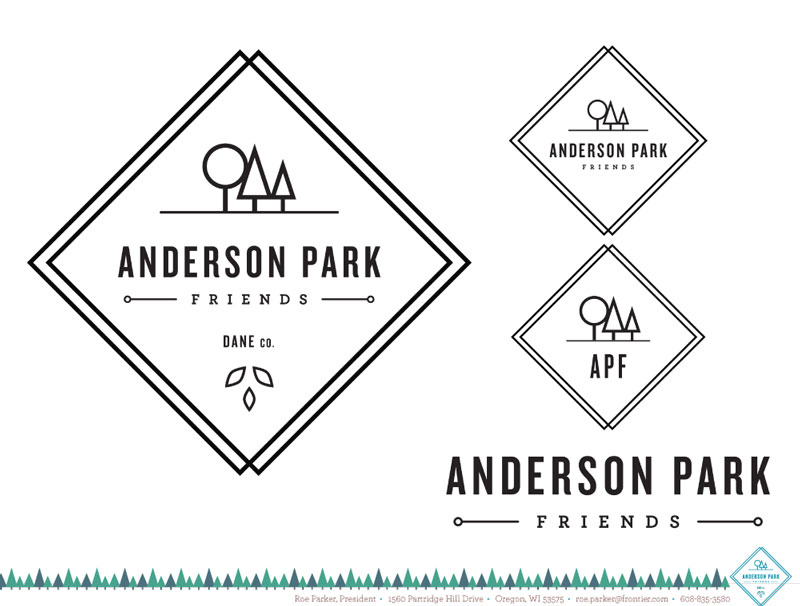 ANDERSON PARK
FRIENDS
DANE CO.
ANDERSON PARK
FRIENDS
APF
ANDERSON PARK
FRIENDS
ANDERSON PARK
FRIENDS
Roe Parker, President • 1560 Partridge Hill Drive • Oregon, WI 53575 • roe.parker@frontier.com • 608-835-3580